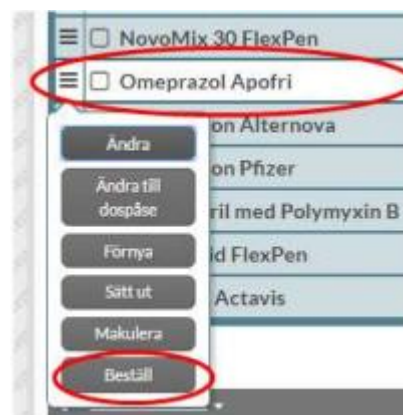 NovoMix 30 FlexPen
Omeprazol Apofri
on Alternova
Ändra
on Pfizer
Ändra till
dospåse
ril med Polymyxin B
Förnya
id FlexPen
Sätt ut
Actavis
Makulera
Beställ